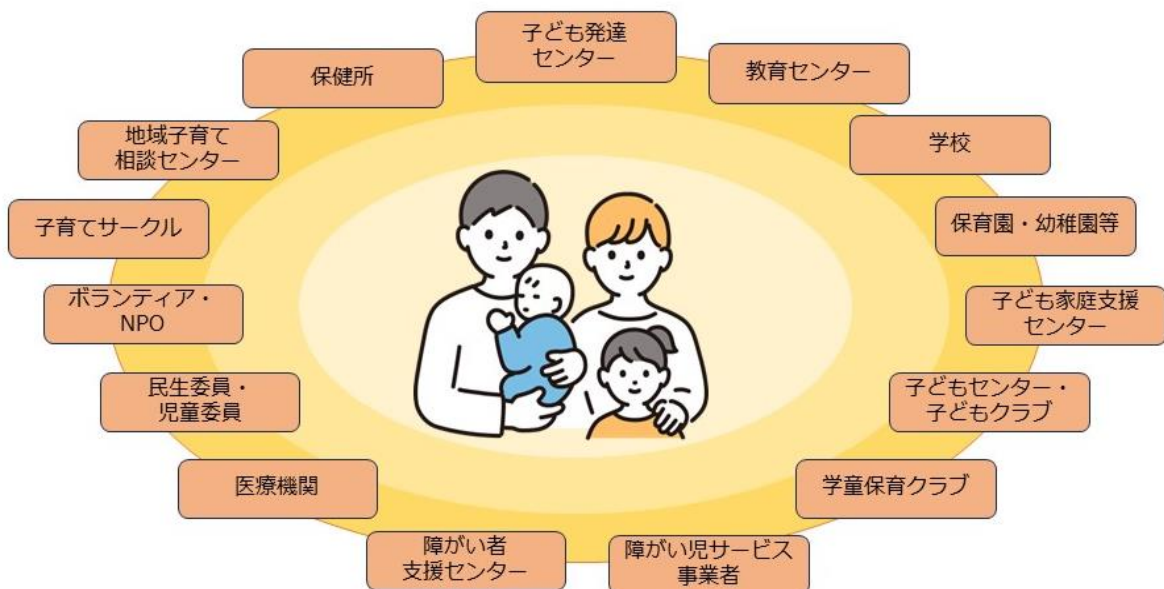 子ども発達
センター
教育センター
学校
保育園・幼稚園等
子ども家庭支援
センター
子どもセンター・
子どもクラブ
学童保育クラブ
障がい児サービス
事業者
障がい者
支援センター
医療機関
民生委員・
児童委員
ボランティア・
NPO
子育てサークル
地域子育て
相談センター
保健所